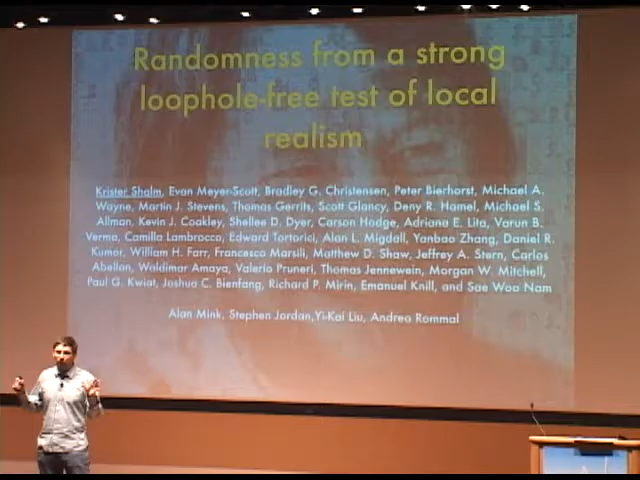 Randomness from a strong
loophole-free test of local
realism
Krister Shalm, Evan Meyer-Scott, Bradley G. Christensen, Peter Bierhorst, Michael A.
Wayne, Martin J. Stevens, Thomas Gerrits, Scott Glancy, Deny R. Hamel, Michael S.
Allman, Kevin J. Coakley, Shellee D. Dyer, Carson Hodge, Adriana E. Lita, Varun B.
Verma, Camilla Lambrocco, Edward Tortorici, Alan L. Migdall, Yanbao Zhang, Daniel R.
Kumor, William H. Farr, Francesco Marsili, Matthew D. Shaw, Jeffrey A. Stern, Carlos
Abellan, Waldimar Amaya, Valerio Pruneri, Thomas Jennewein, Morgan W. Mitchell,
Paul G. Kwiat, Joshua C. Bienfang, Richard P. Mirin, Emanuel Knill, and Sae Woo Nam
Alan Mink, Stephen Jordan,Yi-Kai Liu, Andrea Rommal